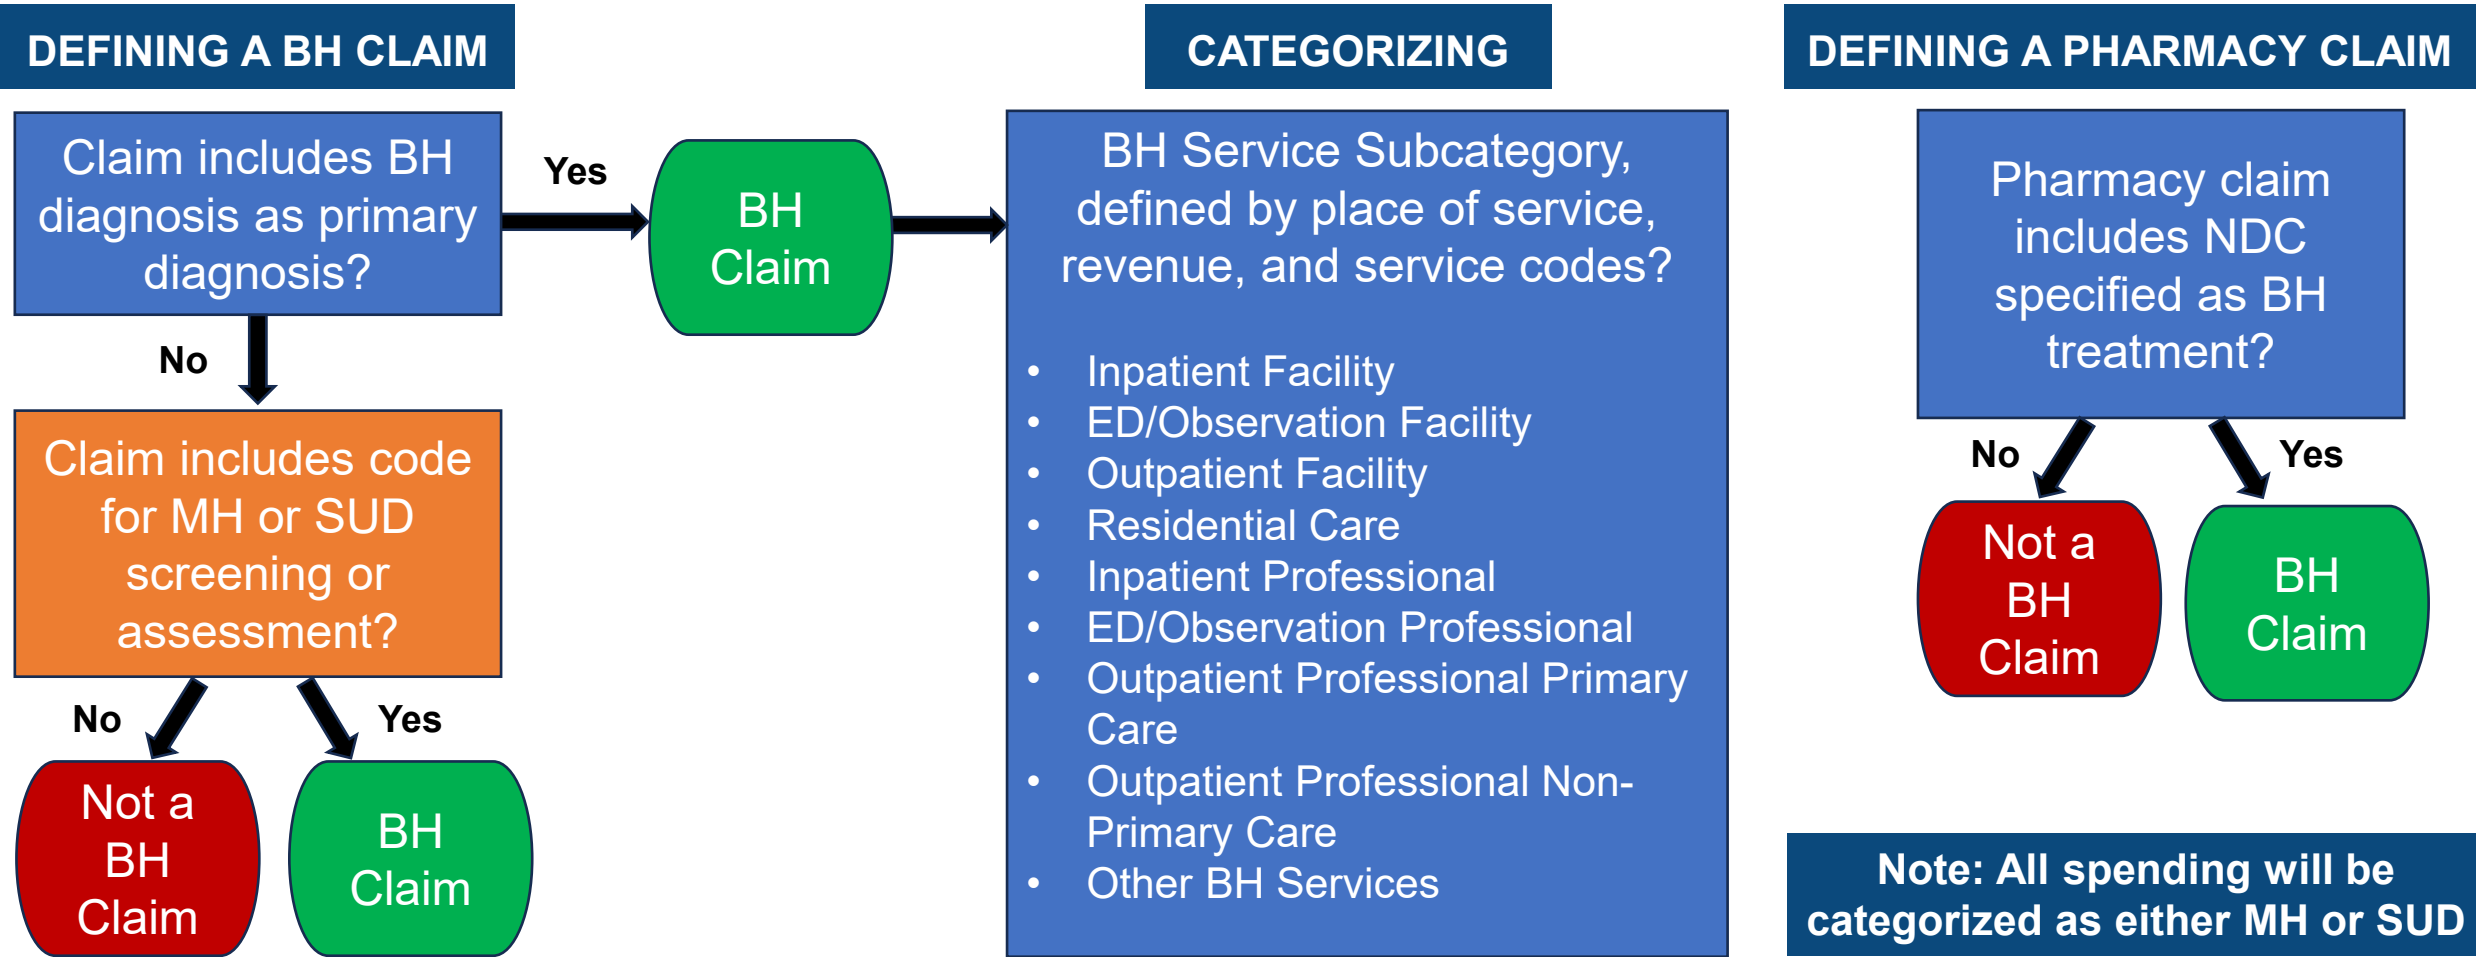 DEFINING A BH CLAIM
Claim includes BH
diagnosis as primary
diagnosis?
Yes
BH
Claim
No
Claim includes code
for MH or SUD
screening or
assessment?
No
Yes
Not a
BH
Claim
BH
Claim
CATEGORIZING
BH Service Subcategory,
defined by place of service,
revenue, and service codes?
• Inpatient Facility
• ED/Observation Facility
• Outpatient Facility
• Residential Care
• Inpatient Professional
• ED/Observation Professional
• Outpatient Professional Primary
Care
• Outpatient Professional Non-
Primary Care
• Other BH Services
DEFINING A PHARMACY CLAIM
Pharmacy claim
includes NDC
specified as BH
treatment?
No
Yes
Not a
BH
Claim
BH
Claim
Note: All spending will be
categorized as either MH or SUD